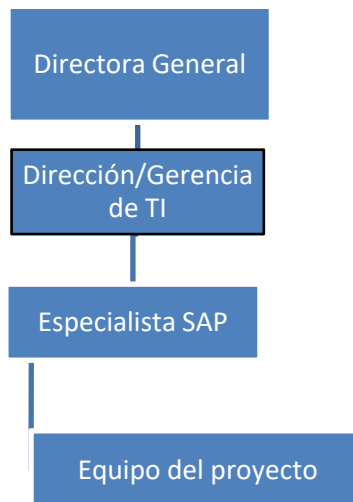 Directora General
Dirección/Gerencia
de TI
Especialista SAP
Equipo del proyecto